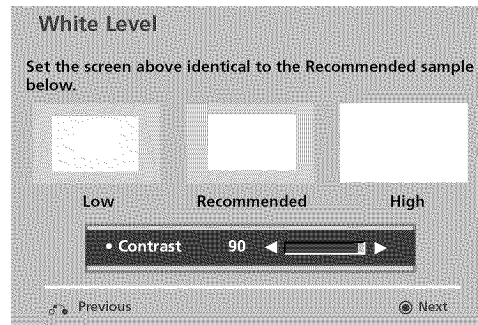 White Level
Set the screen above identical to the Recommended sample
below.
Low Recommended High
• Contrast 90
Previous Next